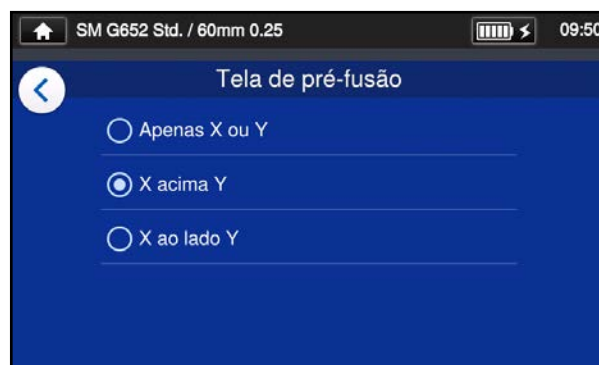 SM G652 Std. / 60mm 0.25
09:50
Tela de pré-fusão
Apenas X ou Y
X acima Y
X ao lado Y